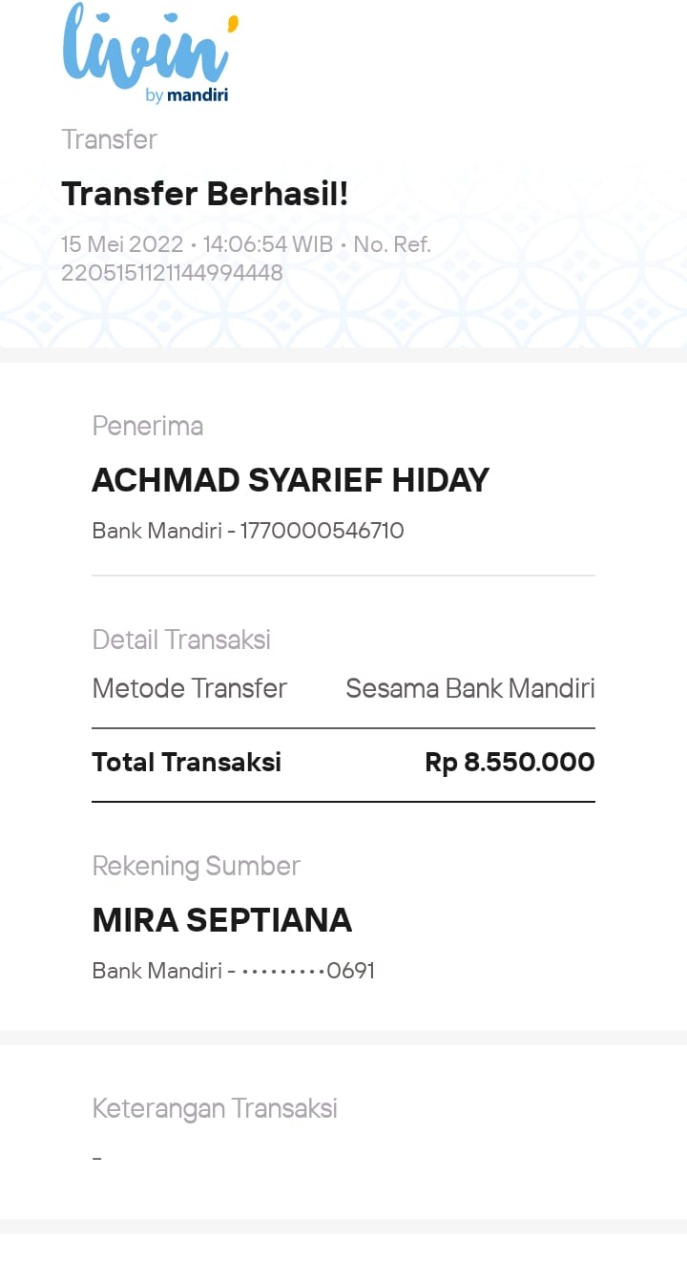 livin'
by mandiri
Transfer
Transfer Berhasil!
15 Mei 2022 • 14:06:54 WIB • No. Ref.
2205151121144994448
Penerima
ACHMAD SYARIEF HIDAY
Bank Mandiri - 1770000546710
Detail Transaksi
Metode Transfer Sesama Bank Mandiri
Total Transaksi Rp 8.550.000
Rekening Sumber
MIRA SEPTIANA
Bank Mandiri - •••••••••0691
Keterangan Transaksi
-